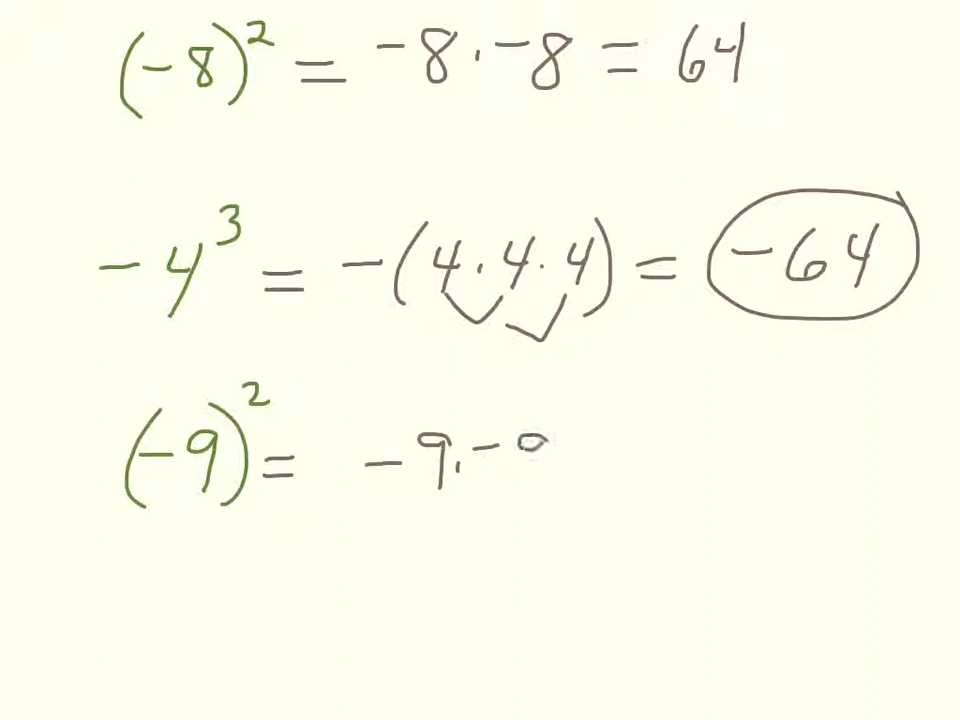 (-8)² = -8 · -8 = 64
-4³ = -(4 · 4 · 4) = -64
(-9)² = -9 · -